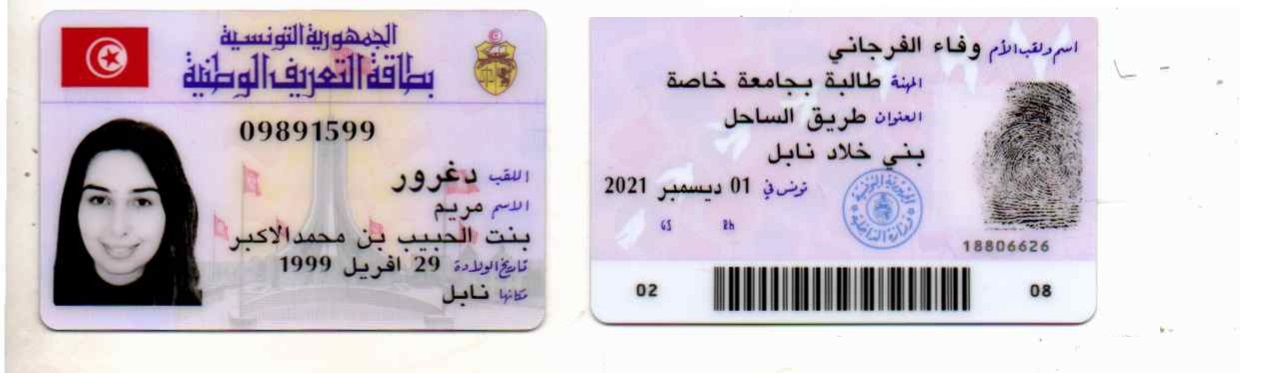 الجمهورية التونسية
بطاقة التعريف الوطنية
09891599
اللقب دغرور
الاسم مريم
بنت الحبيب بن محمدالاكبر
تاريخ الولادة 29 افريل 1999
مكانها نابل
اسم ولقب الأم وفاء الفرجاني
المهنة طالبة بجامعة خاصة
العنوان طريق الساحل
بني خلاد نابل
تونس في 01 ديسمبر 2021
GS Rh
18806626
02 08